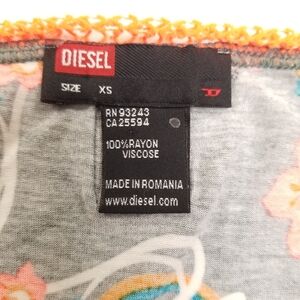 DIESEL
SIZE XS
RN 93243
CA 25594
100%RAYON
VISCOSE
MADE IN ROMANIA
www.diesel.com